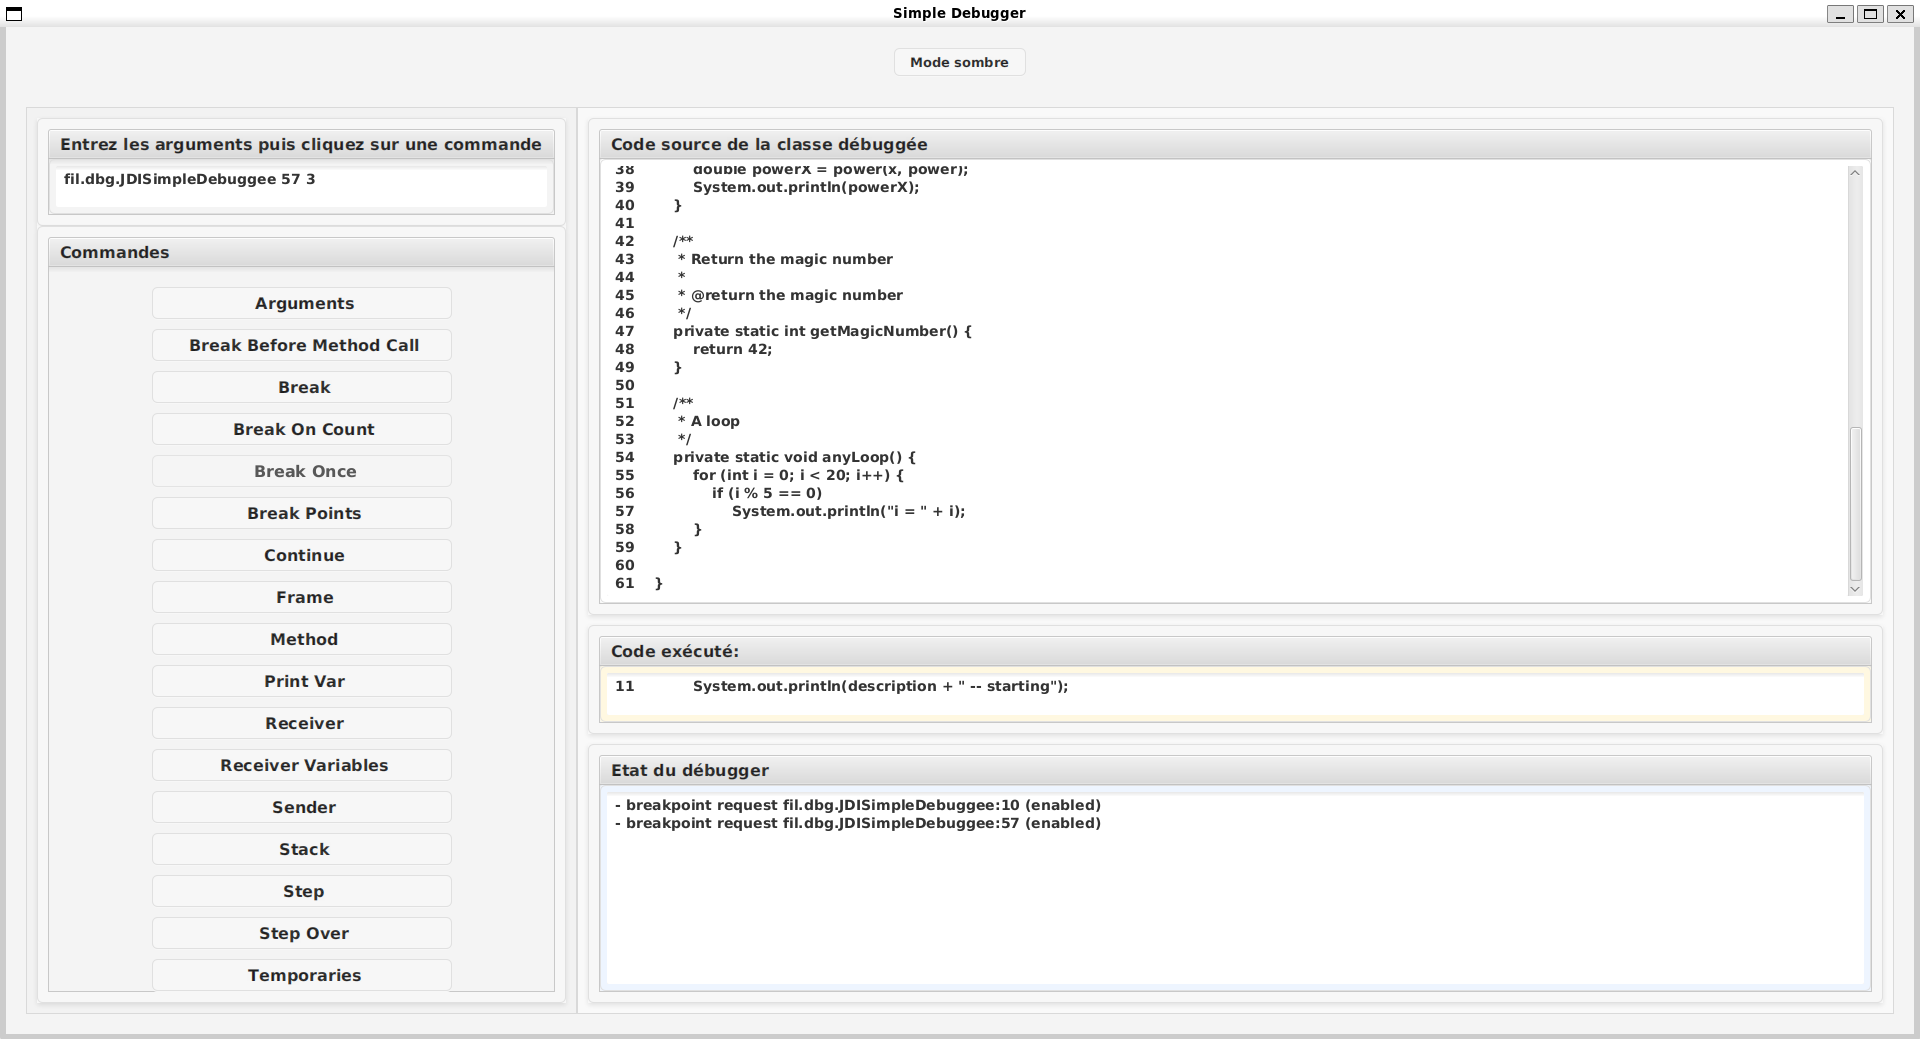 Simple Debugger
Mode sombre
Entrez les arguments puis cliquez sur une commande
fil.dbg.JDISimpleDebuggee 57 3
Commandes
Arguments
Break Before Method Call
Break
Break On Count
Break Once
Break Points
Continue
Frame
Method
Print Var
Receiver
Receiver Variables
Sender
Stack
Step
Step Over
Temporaries
Code source de la classe débuggée
38 double powerX = power(x, power);
39 System.out.println(powerX);
40 }
41
42 /**
43 * Return the magic number
44 *
45 * @return the magic number
46 */
47 private static int getMagicNumber() {
48 return 42;
49 }
50
51 /**
52 * A loop
53 */
54 private static void anyLoop() {
55 for (int i = 0; i < 20; i++) {
56 if (i % 5 == 0)
57 System.out.println("i = " + i);
58 }
59 }
60
61 }
Code exécuté:
11 System.out.println(description + " -- starting");
Etat du débugger
- breakpoint request fil.dbg.JDISimpleDebuggee:10 (enabled)
- breakpoint request fil.dbg.JDISimpleDebuggee:57 (enabled)